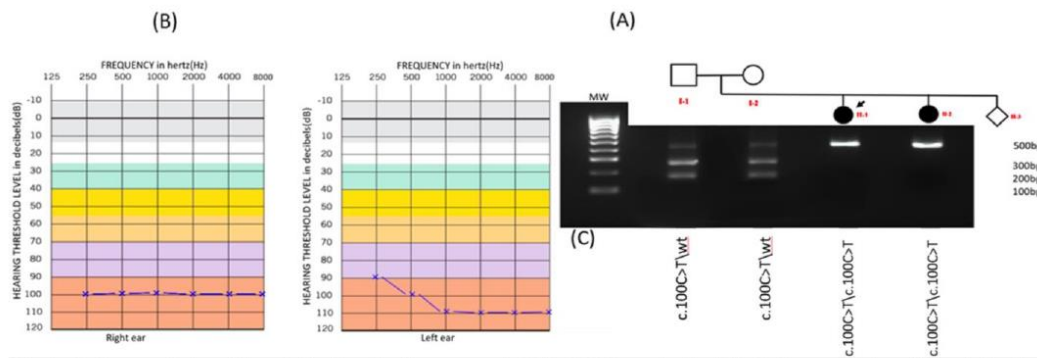 (B)
(A)
FREQUENCY in hertz(Hz)
125 250 500 1000 2000 4000 8000
HEARING THRESHOLD LEVEL in decibels(dB)
-10
0
10
20
30
40
50
60
70
80
90
100
110
120
Right ear
FREQUENCY in hertz(Hz)
125 250 500 1000 2000 4000 8000
HEARING THRESHOLD LEVEL in decibels(dB)
-10
0
10
20
30
40
50
60
70
80
90
100
110
120
Left ear
MW
500bp
300bp
200bp
100bp
(C)
c.100C>T\wt
c.100C>T\wt
c.100C>T\c.100C>T
c.100C>T\c.100C>T